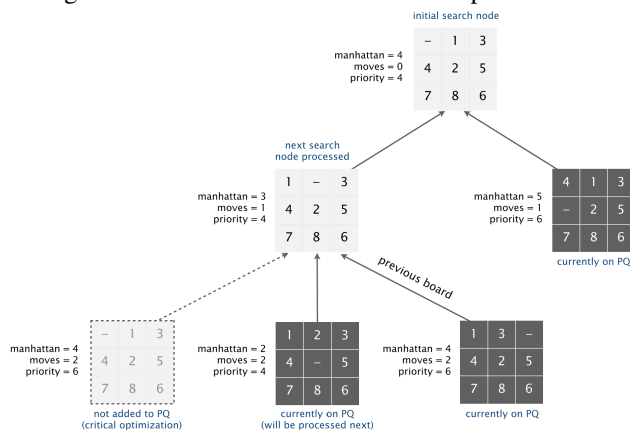 initial search node
manhattan = 4
moves = 0
priority = 4
– 1 3
4 2 5
7 8 6
next search
node processed
manhattan = 3
moves = 1
priority = 4
1 – 3
4 2 5
7 8 6
manhattan = 5
moves = 1
priority = 6
4 1 3
– 2 5
7 8 6
currently on PQ
previous board
manhattan = 4
moves = 2
priority = 6
– 1 3
4 2 5
7 8 6
not added to PQ
(critical optimization)
manhattan = 2
moves = 2
priority = 4
1 2 3
4 – 5
7 8 6
currently on PQ
(will be processed next)
manhattan = 4
moves = 2
priority = 6
1 3 –
4 2 5
7 8 6
currently on PQ